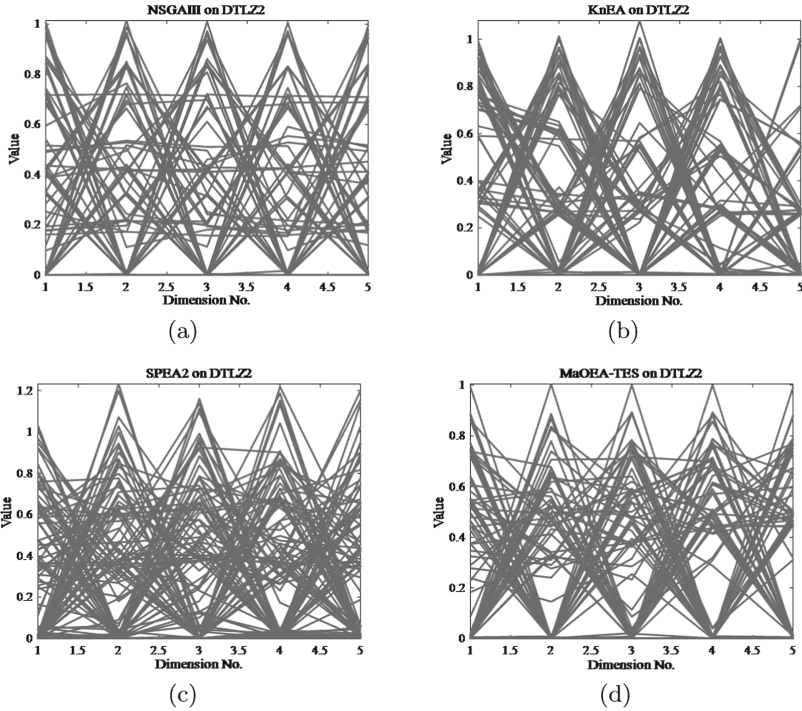 NSGAIII on DTLZ2
1
0.8
0.6
0.4
0.2
0
Value
1 1.5 2 2.5 3 3.5 4 4.5 5
Dimension No.
(a)
KnEA on DTLZ2
1
0.8
0.6
0.4
0.2
0
Value
1 1.5 2 2.5 3 3.5 4 4.5 5
Dimension No.
(b)
SPEA2 on DTLZ2
1.2
1
0.8
0.6
0.4
0.2
0
Value
1 1.5 2 2.5 3 3.5 4 4.5 5
Dimension No.
(c)
MaOEA-TES on DTLZ2
1
0.8
0.6
0.4
0.2
0
Value
1 1.5 2 2.5 3 3.5 4 4.5 5
Dimension No.
(d)